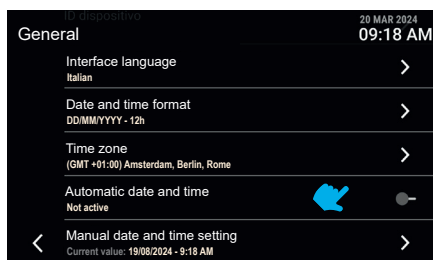 ID dispositivo
20 MAR 2024
General
09:18 AM
Interface language
Italian
Date and time format
DD/MM/YYYY - 12h
Time zone
(GMT +01:00) Amsterdam, Berlin, Rome
Automatic date and time
Not active
Manual date and time setting
Current value: 19/08/2024 - 9:18 AM